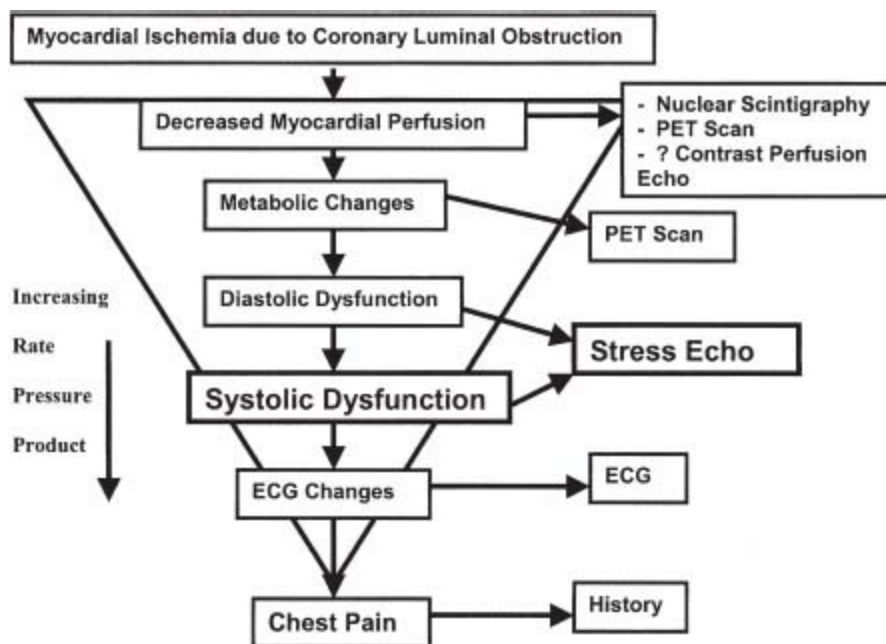 Myocardial Ischemia due to Coronary Luminal Obstruction
Decreased Myocardial Perfusion
- Nuclear Scintigraphy
- PET Scan
- ? Contrast Perfusion
Echo
Metabolic Changes
PET Scan
Diastolic Dysfunction
Increasing
Rate
Pressure
Product
Stress Echo
Systolic Dysfunction
ECG Changes
ECG
Chest Pain
History